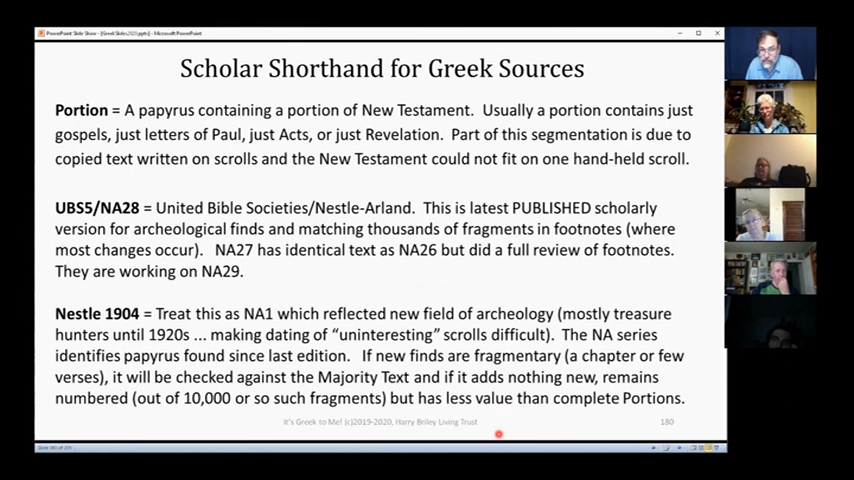 PowerPoint Slide Show - [GreekSlides2020.pptx] - Microsoft PowerPoint
Scholar Shorthand for Greek Sources
Portion = A papyrus containing a portion of New Testament. Usually a portion contains just
gospels, just letters of Paul, just Acts, or just Revelation. Part of this segmentation is due to
copied text written on scrolls and the New Testament could not fit on one hand-held scroll.
UBS5/NA28 = United Bible Societies/Nestle-Arland. This is latest PUBLISHED scholarly
version for archeological finds and matching thousands of fragments in footnotes (where
most changes occur). NA27 has identical text as NA26 but did a full review of footnotes.
They are working on NA29.
Nestle 1904 = Treat this as NA1 which reflected new field of archeology (mostly treasure
hunters until 1920s ... making dating of “uninteresting” scrolls difficult). The NA series
identifies papyrus found since last edition. If new finds are fragmentary (a chapter or few
verses), it will be checked against the Majority Text and if it adds nothing new, remains
numbered (out of 10,000 or so such fragments) but has less value than complete Portions.
It's Greek to Me! (c)2019-2020, Harry Briley Living Trust
180